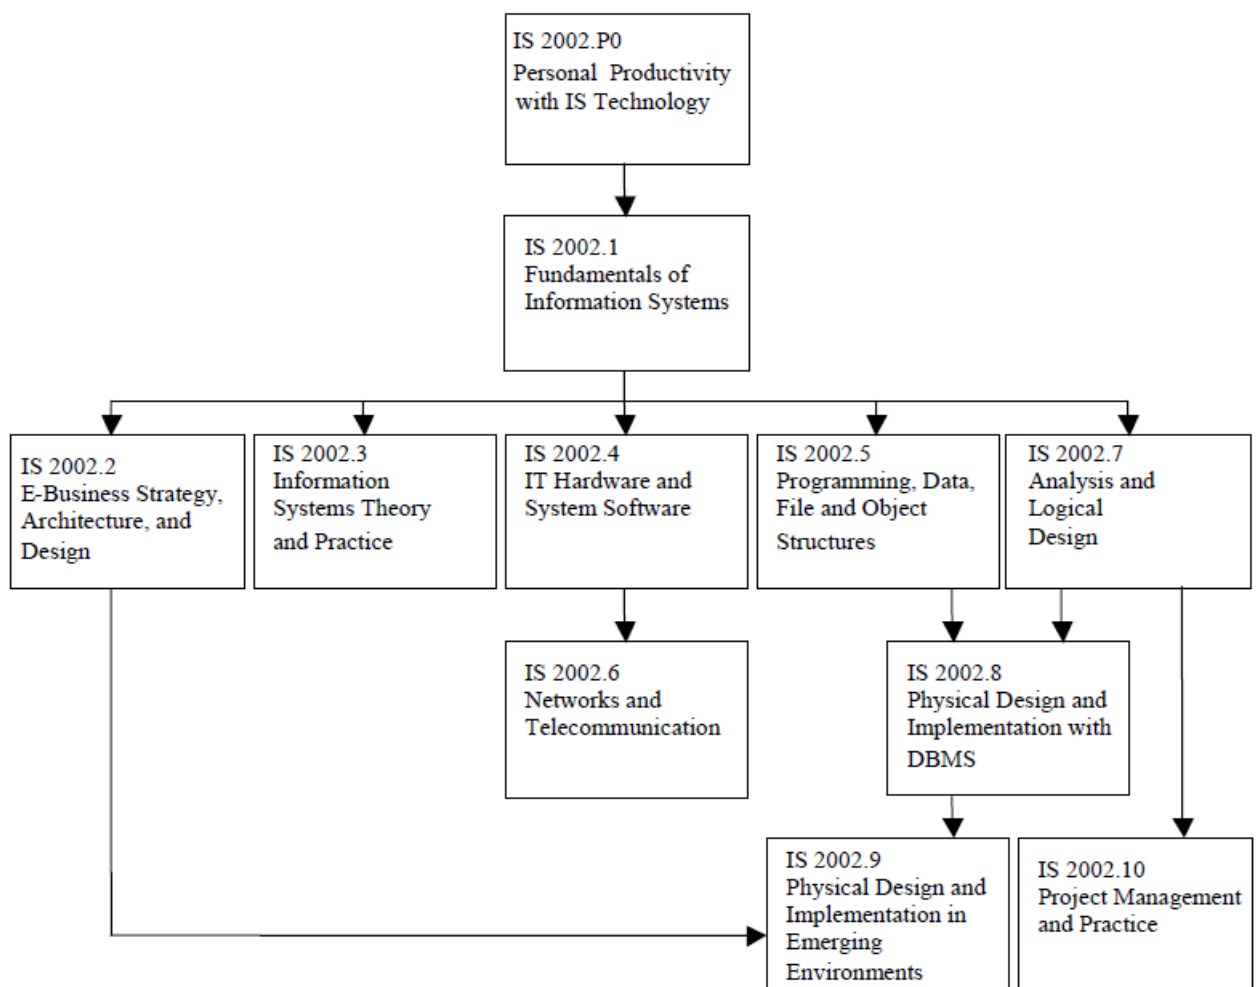 IS 2002.P0
Personal Productivity
with IS Technology
IS 2002.1
Fundamentals of
Information Systems
IS 2002.2
E-Business Strategy,
Architecture, and
Design
IS 2002.3
Information
Systems Theory
and Practice
IS 2002.4
IT Hardware and
System Software
IS 2002.5
Programming, Data,
File and Object
Structures
IS 2002.7
Analysis and
Logical
Design
IS 2002.6
Networks and
Telecommunication
IS 2002.8
Physical Design and
Implementation with
DBMS
IS 2002.9
Physical Design and
Implementation in
Emerging
Environments
IS 2002.10
Project Management
and Practice